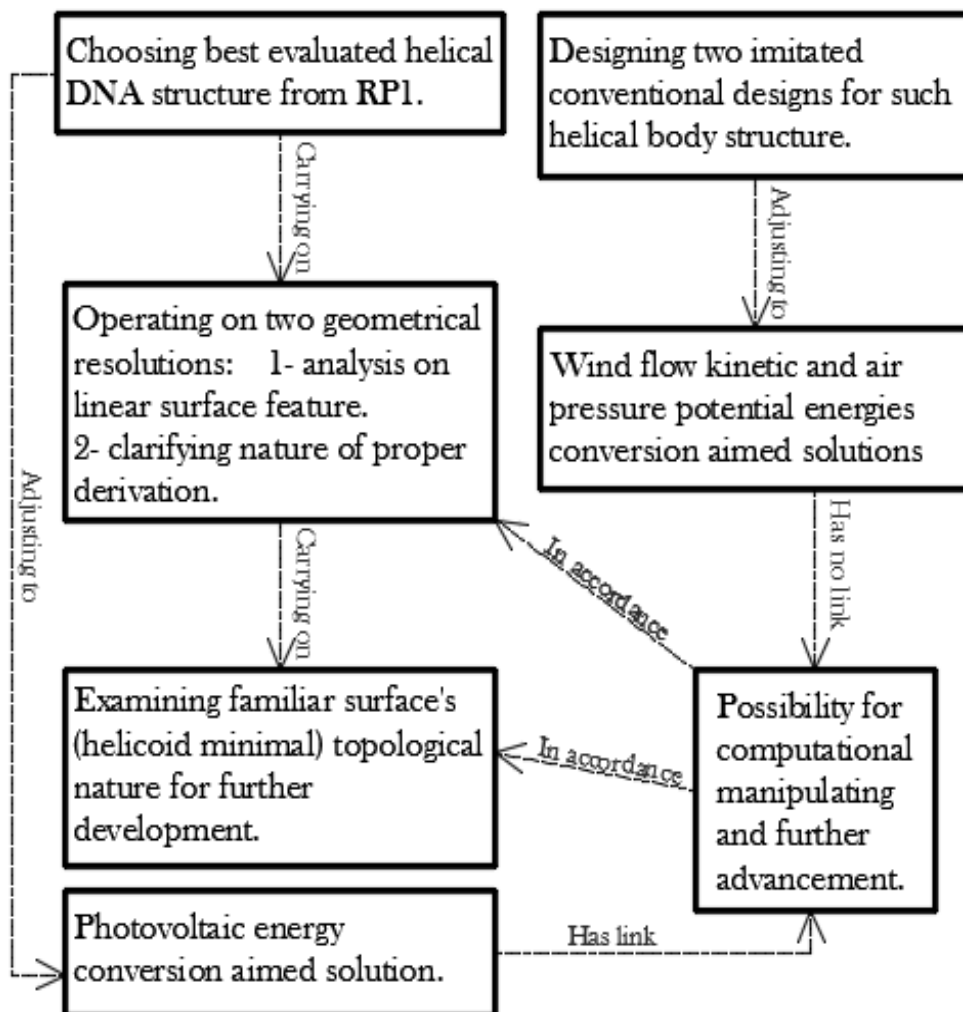 Choosing best evaluated helical
DNA structure from RP1.
Designing two imitated
conventional designs for such
helical body structure.
Carrying on
Adjusting to
Operating on two geometrical
resolutions: 1- analysis on
linear surface feature.
2- clarifying nature of proper
derivation.
Wind flow kinetic and air
pressure potential energies
conversion aimed solutions
Adjusting to
Carrying on
In accordance
Has no link
Examining familiar surface's
(helicoid minimal) topological
nature for further
development.
In accordance
Possibility for
computational
manipulating
and further
advancement.
Photovoltaic energy
conversion aimed solution.
Has link